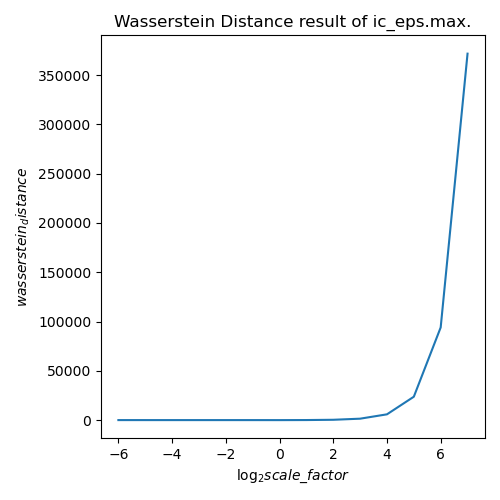 Wasserstein Distance result of ic_eps.max.
350000
300000
250000
200000
150000
100000
50000
0
wasserstein_distance
−6 −4 −2 0 2 4 6
log₂scale_factor